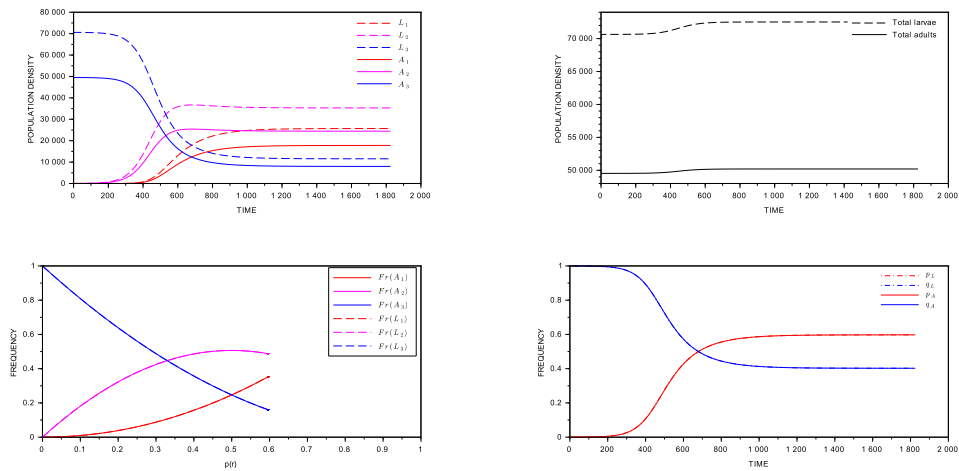 80 000
70 000
60 000
50 000
40 000
30 000
20 000
10 000
0
POPULATION DENSITY
0 200 400 600 800 1 000 1 200 1 400 1 600 1 800 2 000
TIME
L1
L2
L3
A1
A2
A3
70 000
65 000
60 000
55 000
50 000
POPULATION DENSITY
0 200 400 600 800 1 000 1 200 1 400 1 600 1 800 2 000
TIME
Total larvae
Total adults
1
0.8
0.6
0.4
0.2
0
FREQUENCY
0 0.1 0.2 0.3 0.4 0.5 0.6 0.7 0.8 0.9 1
p(r)
Fr(A1)
Fr(A2)
Fr(A3)
Fr(L1)
Fr(L2)
Fr(L3)
1
0.8
0.6
0.4
0.2
0
FREQUENCY
0 200 400 600 800 1 000 1 200 1 400 1 600 1 800 2 000
TIME
pL
qL
pA
qA